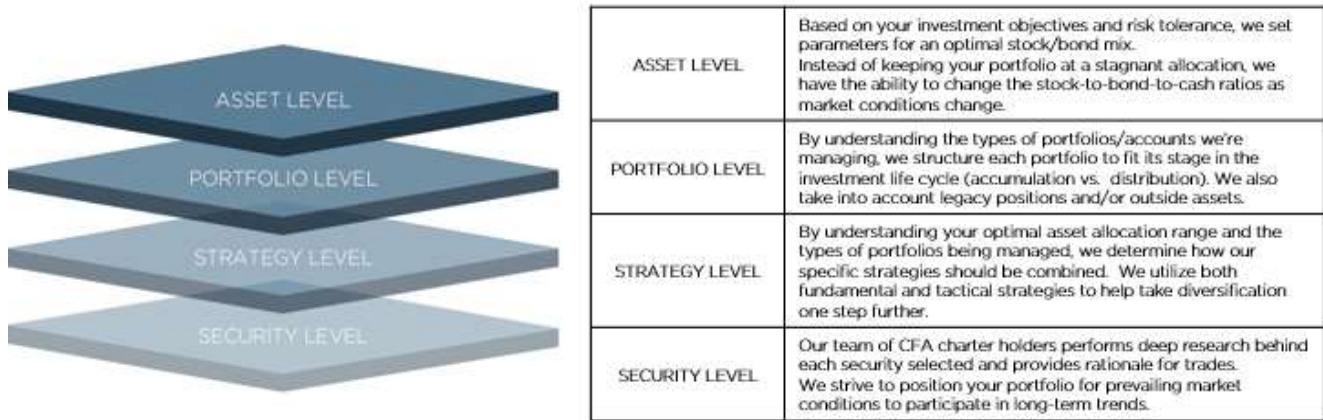 ASSET LEVEL
PORTFOLIO LEVEL
STRATEGY LEVEL
SECURITY LEVEL
ASSET LEVEL
Based on your investment objectives and risk tolerance, we set
parameters for an optimal stock/bond mix.
Instead of keeping your portfolio at a stagnant allocation, we
have the ability to change the stock-to-bond-to-cash ratios as
market conditions change.
PORTFOLIO LEVEL
By understanding the types of portfolios/accounts we're
managing, we structure each portfolio to fit its stage in the
investment life cycle (accumulation vs. distribution). We also
take into account legacy positions and/or outside assets.
STRATEGY LEVEL
By understanding your optimal asset allocation range and the
types of portfolios being managed, we determine how our
specific strategies should be combined. We utilize both
fundamental and tactical strategies to help take diversification
one step further.
SECURITY LEVEL
Our team of CFA charter holders performs deep research behind
each security selected and provides rationale for trades.
We strive to position your portfolio for prevailing market
conditions to participate in long-term trends.